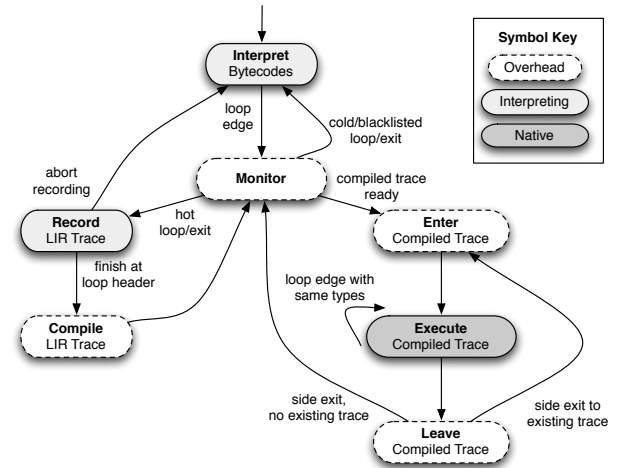 Symbol Key
Overhead
Interpreting
Native
Interpret
Bytecodes
loop
edge
cold/blacklisted
loop/exit
abort
recording
Monitor
compiled trace
ready
hot
loop/exit
Record
LIR Trace
Enter
Compiled Trace
finish at
loop header
loop edge with
same types
Compile
LIR Trace
Execute
Compiled Trace
side exit,
no existing trace
side exit to
existing trace
Leave
Compiled Trace